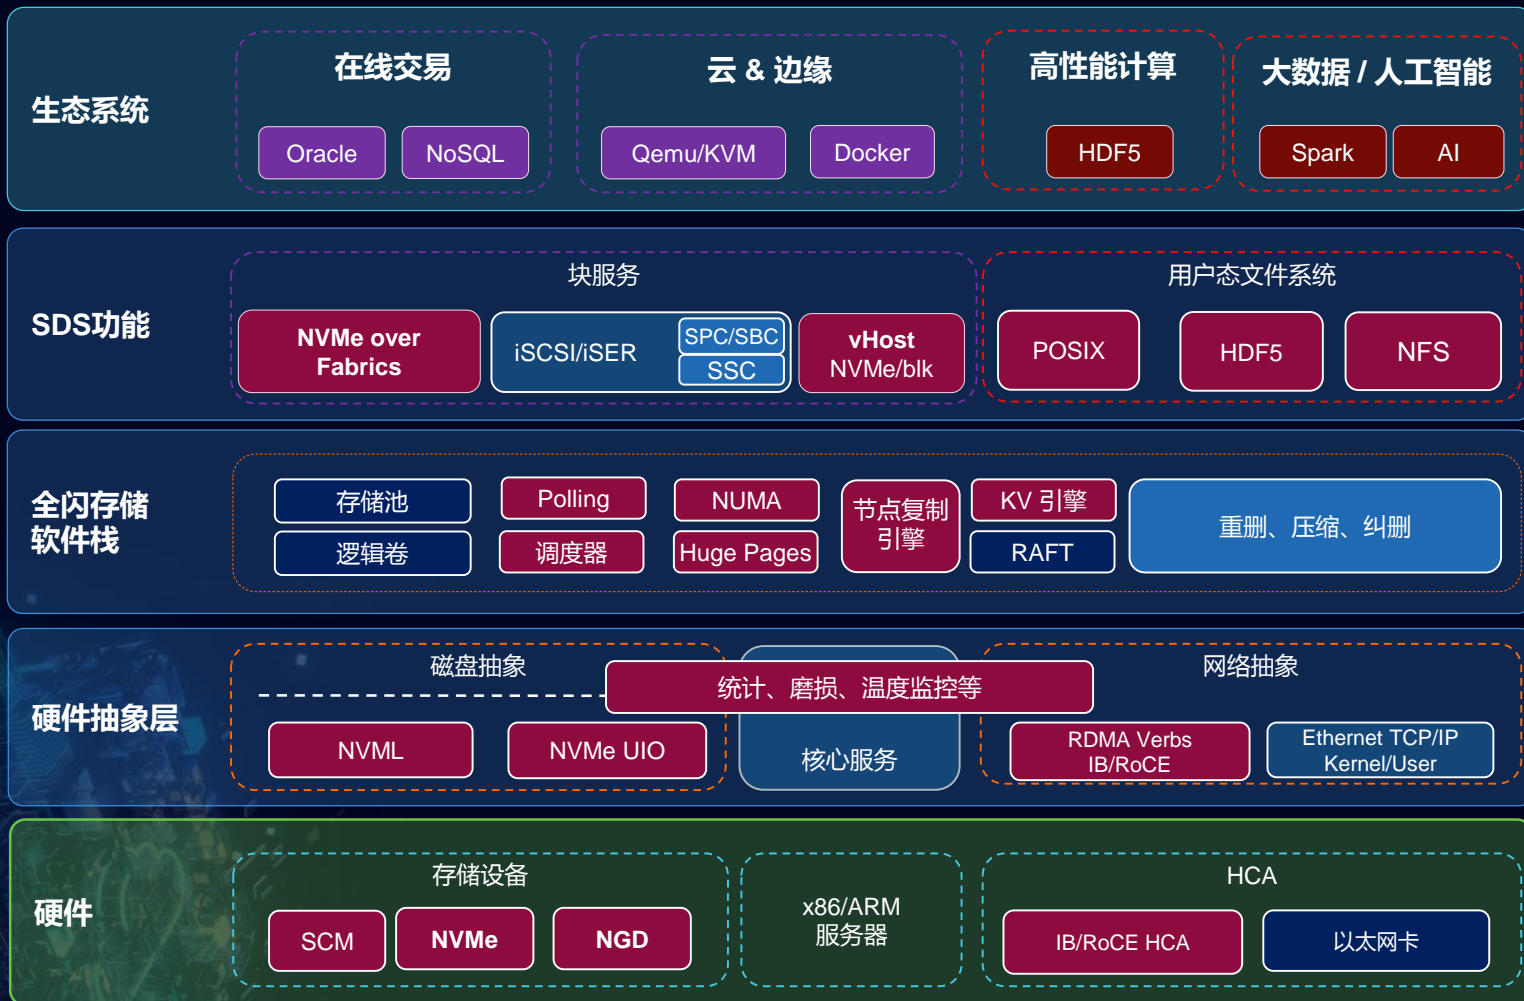 生态系统
在线交易
Oracle
NoSQL
云 & 边缘
Qemu/KVM
Docker
高性能计算
HDF5
大数据 / 人工智能
Spark
AI
SDS功能
块服务
NVMe over
Fabrics
iSCSI/iSER
SPC/SBC
SSC
vHost
NVMe/blk
用户态文件系统
POSIX
HDF5
NFS
全闪存储
软件栈
存储池
逻辑卷
Polling
调度器
NUMA
Huge Pages
节点复制
引擎
KV 引擎
RAFT
重删、压缩、纠删
硬件抽象层
磁盘抽象
NVML
NVMe UIO
统计、磨损、温度监控等
核心服务
网络抽象
RDMA Verbs
IB/RoCE
Ethernet TCP/IP
Kernel/User
硬件
存储设备
SCM
NVMe
NGD
x86/ARM
服务器
HCA
IB/RoCE HCA
以太网卡